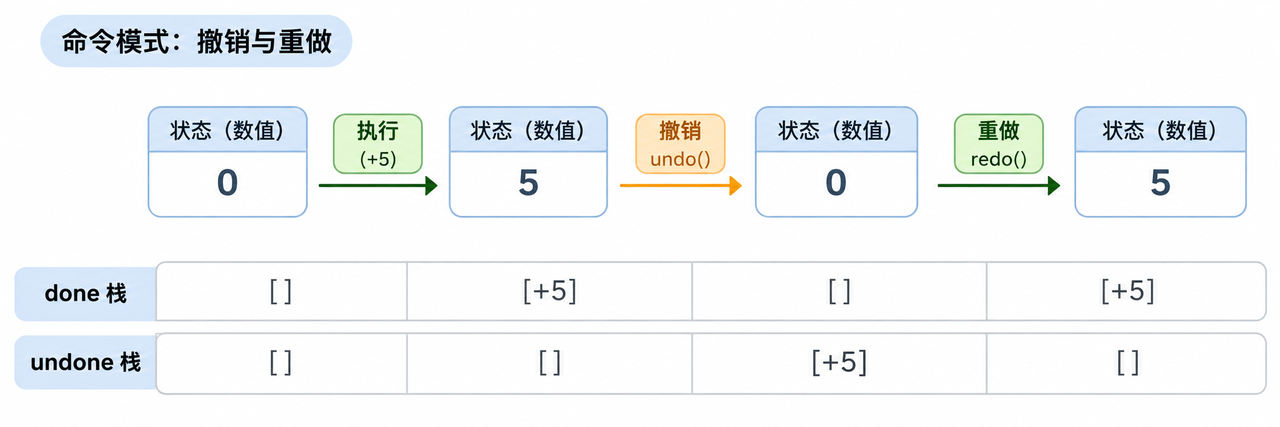 命令模式：撤销与重做
状态（数值）
0
执行
(+5)
状态（数值）
5
撤销
undo()
状态（数值）
0
重做
redo()
状态（数值）
5
done 栈 [ ] [+5] [ ] [+5]
undone 栈 [ ] [ ] [+5] [ ]